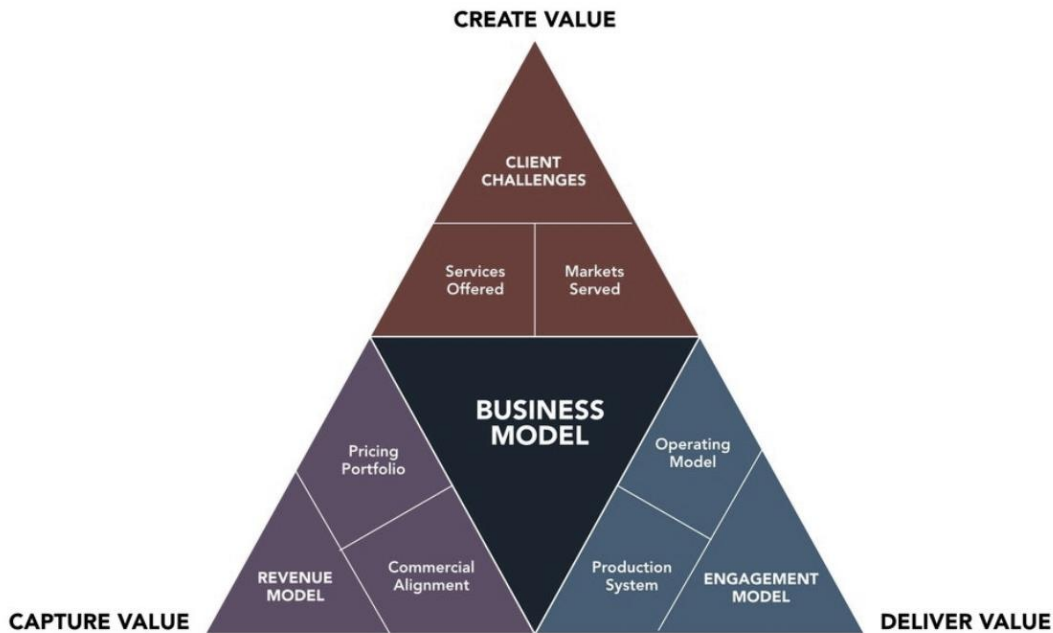 CREATE VALUE
CLIENT
CHALLENGES
Services
Offered
Markets
Served
BUSINESS
MODEL
Pricing
Portfolio
Operating
Model
REVENUE
MODEL
Commercial
Alignment
Production
System
ENGAGEMENT
MODEL
CAPTURE VALUE
DELIVER VALUE